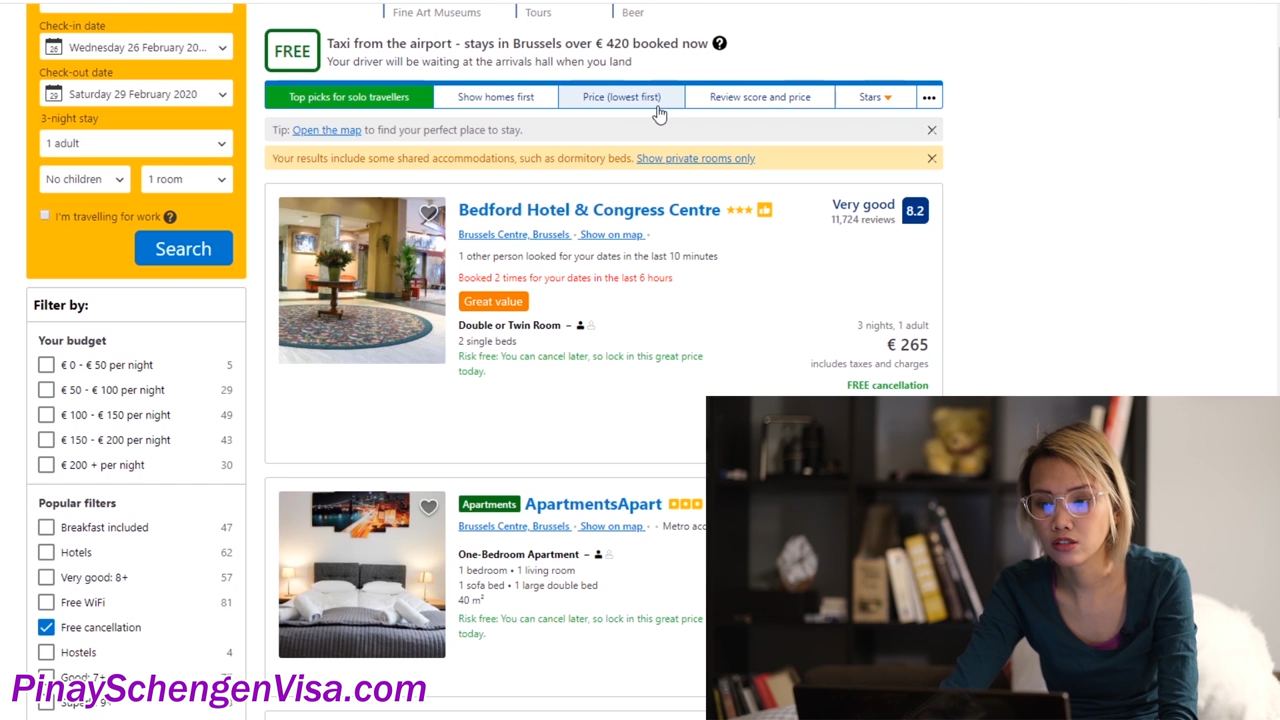 Fine Art Museums
Tours
Beer
Check-in date
26
Wednesday 26 February 20...
Check-out date
29
Saturday 29 February 2020
3-night stay
1 adult
No children
1 room
I'm travelling for work ?
Search
FREE
Taxi from the airport - stays in Brussels over € 420 booked now ?
Your driver will be waiting at the arrivals hall when you land
Top picks for solo travellers
Show homes first
Price (lowest first)
Review score and price
Stars
•••
Tip: Open the map to find your perfect place to stay.
Your results include some shared accommodations, such as dormitory beds. Show private rooms only
Filter by:
Your budget
€ 0 - € 50 per night 5
€ 50 - € 100 per night 29
€ 100 - € 150 per night 49
€ 150 - € 200 per night 43
€ 200 + per night 30
Popular filters
Breakfast included 47
Hotels 62
Very good: 8+ 57
Free WiFi 81
Free cancellation
Hostels 4
Good: 7+
Bedford Hotel & Congress Centre
Very good 8.2
11,724 reviews
Brussels Centre, Brussels - Show on map -
1 other person looked for your dates in the last 10 minutes
Booked 2 times for your dates in the last 6 hours
Great value
Double or Twin Room –
2 single beds
Risk free: You can cancel later, so lock in this great price
today.
3 nights, 1 adult
€ 265
includes taxes and charges
FREE cancellation
Apartments ApartmentsApart
Brussels Centre, Brussels - Show on map - - Metro
One-Bedroom Apartment –
1 bedroom • 1 living room
1 sofa bed • 1 large double bed
40 m²
Risk free: You can cancel later, so lock in this great price
today.
PinaySchengenVisa.com